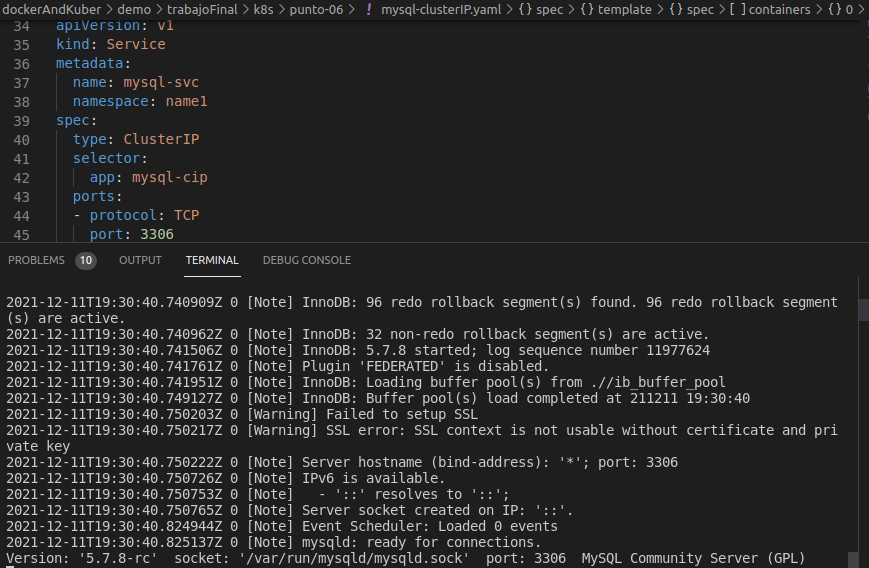 dockerAndKuber > demo > trabajoFinal > k8s > punto-06 > ! mysql-clusterIP.yaml > {} spec > {} template > {} spec > [ ] containers > {} 0 >
34 apiVersion: v1
35 kind: Service
36 metadata:
37 name: mysql-svc
38 namespace: name1
39 spec:
40 type: ClusterIP
41 selector:
42 app: mysql-cip
43 ports:
44 - protocol: TCP
45 port: 3306
PROBLEMS 10 OUTPUT TERMINAL DEBUG CONSOLE
2021-12-11T19:30:40.740909Z 0 [Note] InnoDB: 96 redo rollback segment(s) found. 96 redo rollback segment
(s) are active.
2021-12-11T19:30:40.740962Z 0 [Note] InnoDB: 32 non-redo rollback segment(s) are active.
2021-12-11T19:30:40.741506Z 0 [Note] InnoDB: 5.7.8 started; log sequence number 11977624
2021-12-11T19:30:40.741761Z 0 [Note] Plugin 'FEDERATED' is disabled.
2021-12-11T19:30:40.741951Z 0 [Note] InnoDB: Loading buffer pool(s) from .//ib_buffer_pool
2021-12-11T19:30:40.749127Z 0 [Note] InnoDB: Buffer pool(s) load completed at 211211 19:30:40
2021-12-11T19:30:40.750203Z 0 [Warning] Failed to setup SSL
2021-12-11T19:30:40.750217Z 0 [Warning] SSL error: SSL context is not usable without certificate and pri
vate key
2021-12-11T19:30:40.750222Z 0 [Note] Server hostname (bind-address): '*'; port: 3306
2021-12-11T19:30:40.750726Z 0 [Note] IPv6 is available.
2021-12-11T19:30:40.750753Z 0 [Note]   - '::' resolves to '::';
2021-12-11T19:30:40.750765Z 0 [Note] Server socket created on IP: '::'.
2021-12-11T19:30:40.824944Z 0 [Note] Event Scheduler: Loaded 0 events
2021-12-11T19:30:40.825137Z 0 [Note] mysqld: ready for connections.
Version: '5.7.8-rc'  socket: '/var/run/mysqld/mysqld.sock'  port: 3306  MySQL Community Server (GPL)